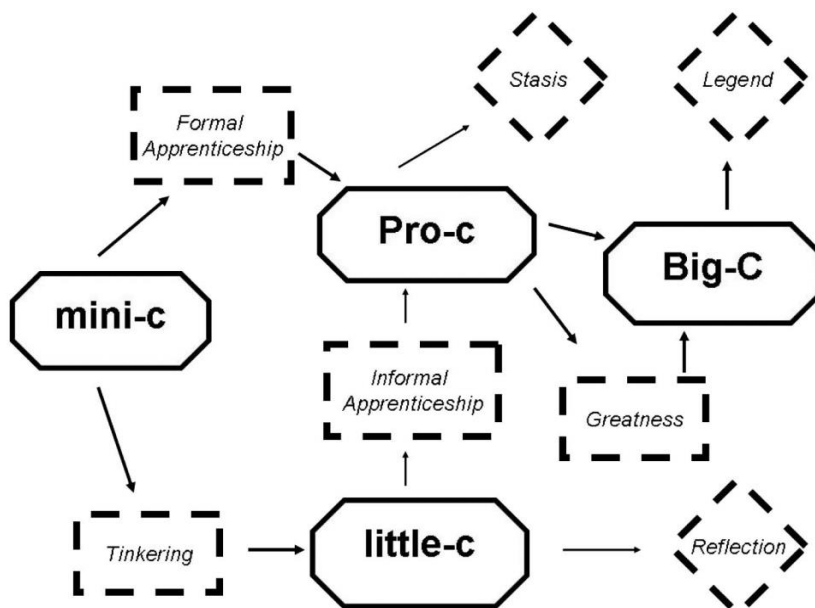 Stasis
Legend
Formal
Apprenticeship
Pro-c
Big-C
mini-c
Informal
Apprenticeship
Greatness
Tinkering
little-c
Reflection